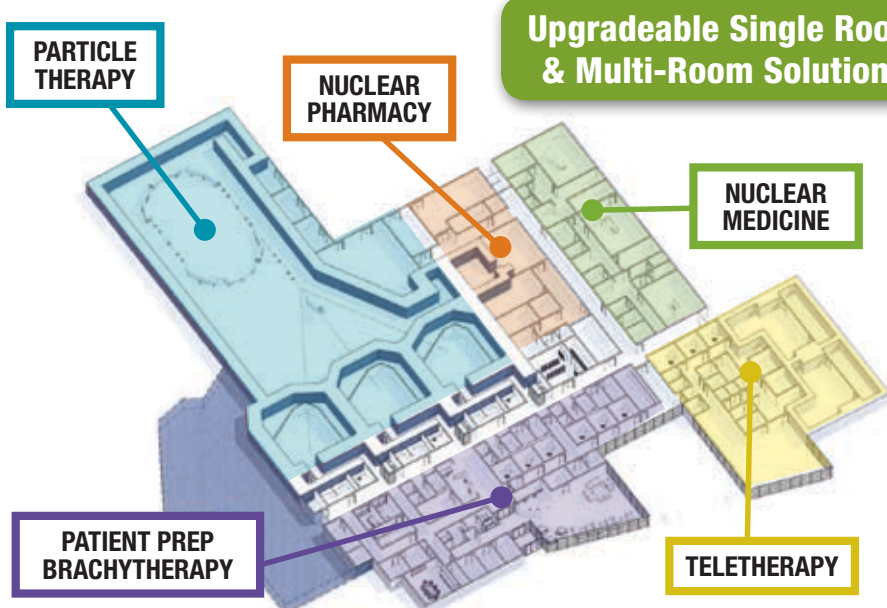 Upgradeable Single Roo
& Multi-Room Solution
PARTICLE
THERAPY
NUCLEAR
PHARMACY
NUCLEAR
MEDICINE
PATIENT PREP
BRACHYTHERAPY
TELETHERAPY